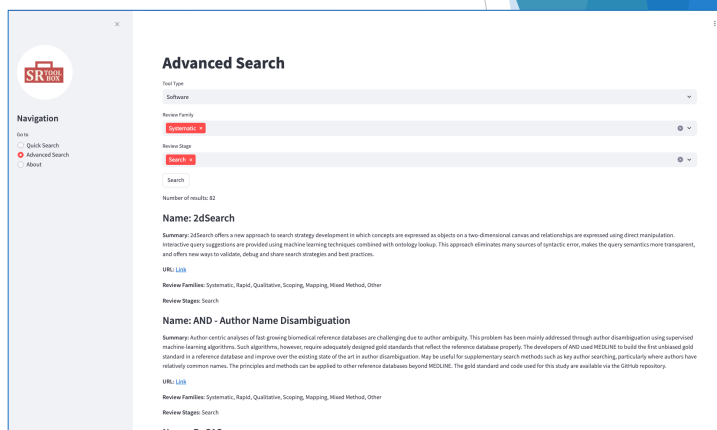 SR TOOL BOX
Navigation
Go to
Quick Search
Advanced Search
About
Advanced Search
Tool Type
Software
Review Family
Systematic ×
Review Stage
Search ×
Search
Number of results: 82
Name: 2dSearch
Summary: 2dSearch offers a new approach to search strategy development in which concepts are expressed as objects on a two-dimensional canvas and relationships are expressed using direct manipulation.
Interactive query suggestions are provided using machine learning techniques combined with ontology lookup. This approach eliminates many sources of syntactic error, makes the query semantics more transparent,
and offers new ways to validate, debug and share search strategies and best practices.
URL: Link
Review Families: Systematic, Rapid, Qualitative, Scoping, Mapping, Mixed Method, Other
Review Stages: Search
Name: AND - Author Name Disambiguation
Summary: Author-centric analyses of fast-growing biomedical reference databases are challenging due to author ambiguity. This problem has been mainly addressed through author disambiguation using supervised
machine-learning algorithms. Such algorithms, however, require adequately designed gold standards that reflect the reference database properly. The developers of AND used MEDLINE to build the first unbiased gold
standard in a reference database and improve over the existing state of the art in author disambiguation. May be useful for supplementary search methods such as key author searching, particularly where authors have
relatively common names. The principles and methods can be applied to other reference databases beyond MEDLINE. The gold standard and code used for this study are available via the GitHub repository.
URL: Link
Review Families: Systematic, Rapid, Qualitative, Scoping, Mapping, Mixed Method, Other
Review Stages: Search